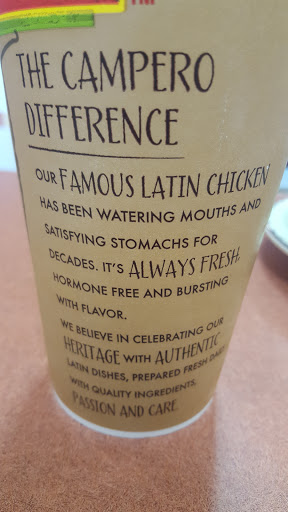 TM
THE CAMPERO
DIFFERENCE
OUR FAMOUS LATIN CHICKEN
HAS BEEN WATERING MOUTHS AND
SATISFYING STOMACHS FOR
DECADES. IT'S ALWAYS FRESH,
HORMONE FREE AND BURSTING
WITH FLAVOR.
WE BELIEVE IN CELEBRATING OUR
HERITAGE WITH AUTHENTIC
LATIN DISHES, PREPARED FRESH DAILY
WITH QUALITY INGREDIENTS,
PASSION AND CARE.